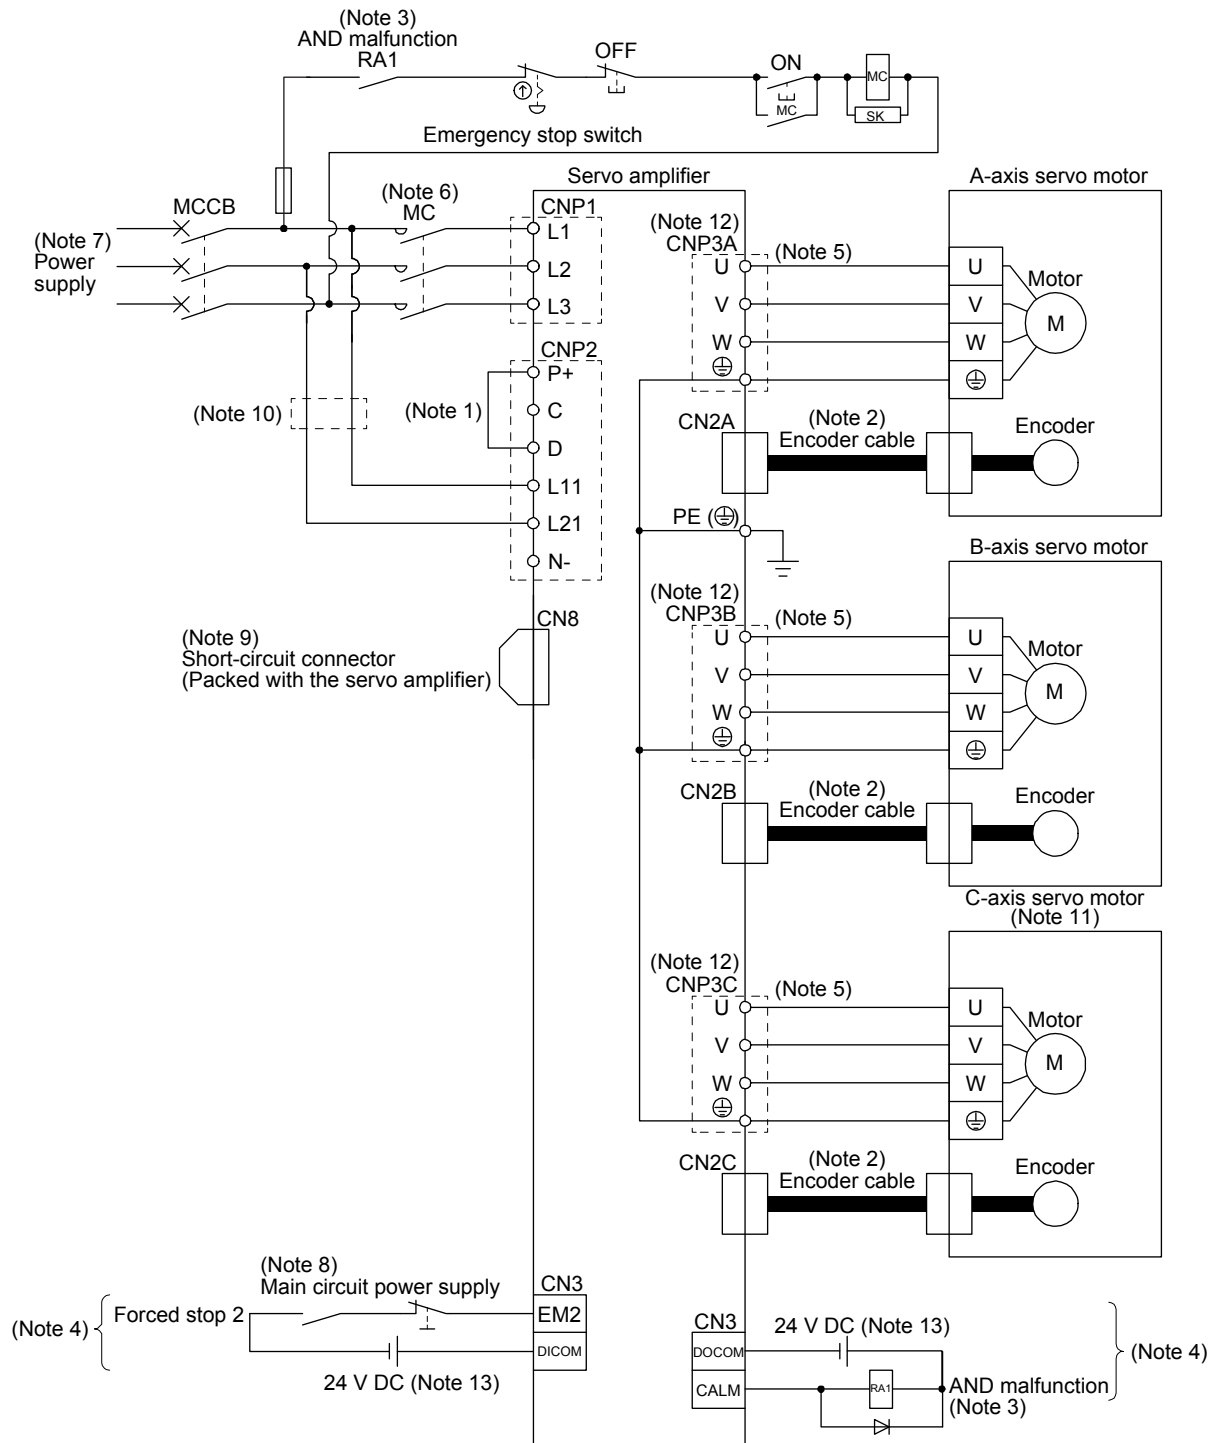 (Note 3)
AND malfunction
RA1
OFF
ON
MC
MC
SK
Emergency stop switch
Servo amplifier
A-axis servo motor
MCCB
(Note 6)
MC
CNP1
(Note 12)
CNP3A
(Note 7)
Power
supply
L1
L2
L3
U
V
W
(Note 5)
U
V
W
Motor
M
CNP2
P+
C
D
L11
L21
N-
(Note 10)
(Note 1)
CN2A
(Note 2)
Encoder cable
Encoder
PE ( )
B-axis servo motor
(Note 12)
CNP3B
(Note 5)
U
V
W
U
V
W
Motor
M
CN8
(Note 9)
Short-circuit connector
(Packed with the servo amplifier)
CN2B
(Note 2)
Encoder cable
Encoder
C-axis servo motor
(Note 11)
(Note 12)
CNP3C
(Note 5)
U
V
W
U
V
W
Motor
M
CN2C
(Note 2)
Encoder cable
Encoder
(Note 8)
Main circuit power supply
CN3
(Note 4)
Forced stop 2
EM2
DICOM
24 V DC (Note 13)
CN3
24 V DC (Note 13)
DOCOM
CALM
RA1
AND malfunction
(Note 3)
(Note 4)